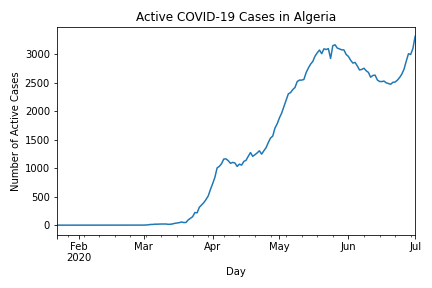 Active COVID-19 Cases in Algeria
3000
2500
2000
1500
1000
500
0
Number of Active Cases
Feb Mar Apr May Jun Jul
2020
Day